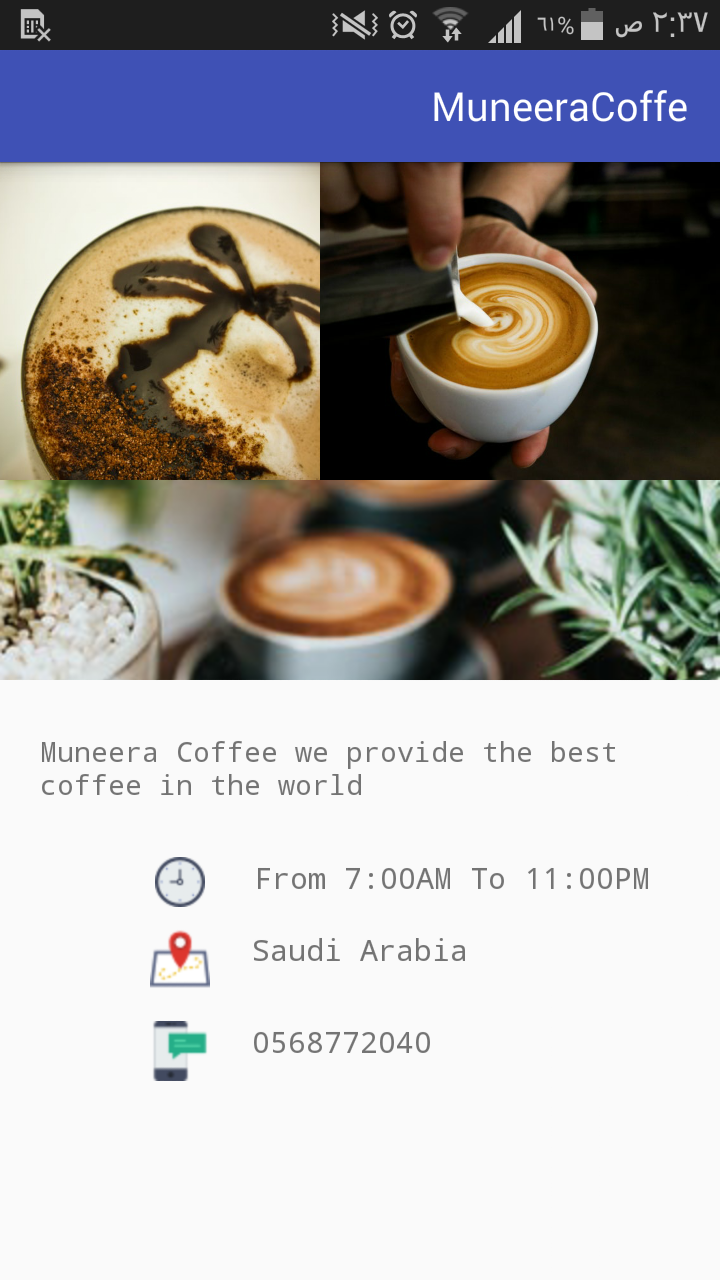 ٦١% ص ٢:٣٧
MuneeraCoffe
Muneera Coffee we provide the best
coffee in the world
From 7:00AM To 11:00PM
Saudi Arabia
0568772040